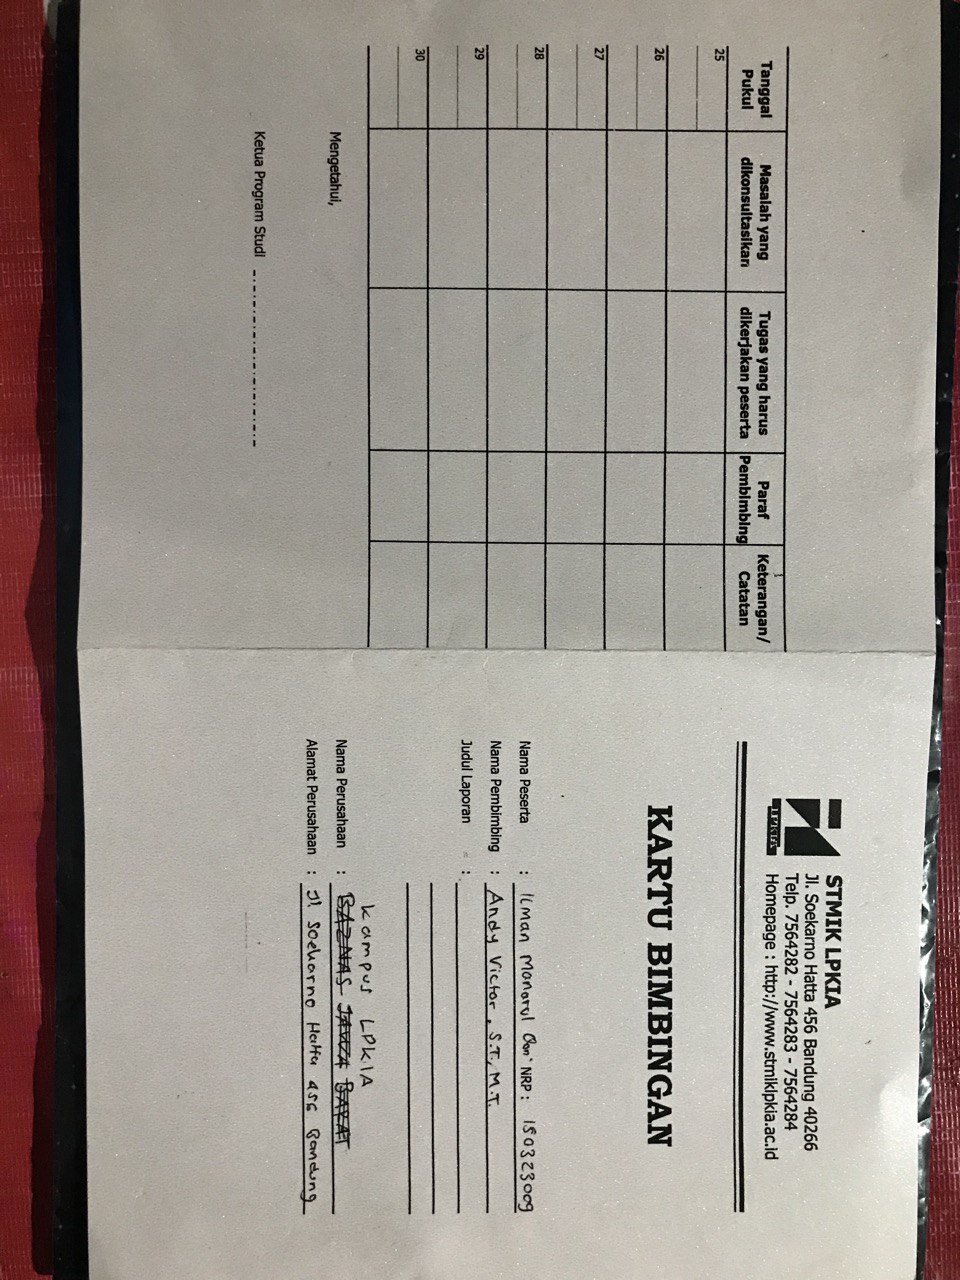 Tanggal
Pukul
Masalah yang
dikonsultasikan
Tugas yang harus
dikerjakan peserta
Paraf
Pembimbing
Keterangan/
Catatan
25
26
27
28
29
30
Mengetahui,
Ketua Program Studi
LPKIA
STMIK LPKIA
Jl. Soekarno Hatta 456 Bandung 40266
Telp. 7564282 - 7564283 - 7564284
Homepage : http://www.stmiklpkia.ac.id
KARTU BIMBINGAN
Nama Peserta : Ilman Manarul NRP : 150323009
Nama Pembimbing : Andy Victor, S.T., M.T.
Judul Laporan :
Kampus LPKIA
Nama Perusahaan : BAZNAS JAWA BARAT
Alamat Perusahaan : Jl. Soekarno Hatta 456 Bandung